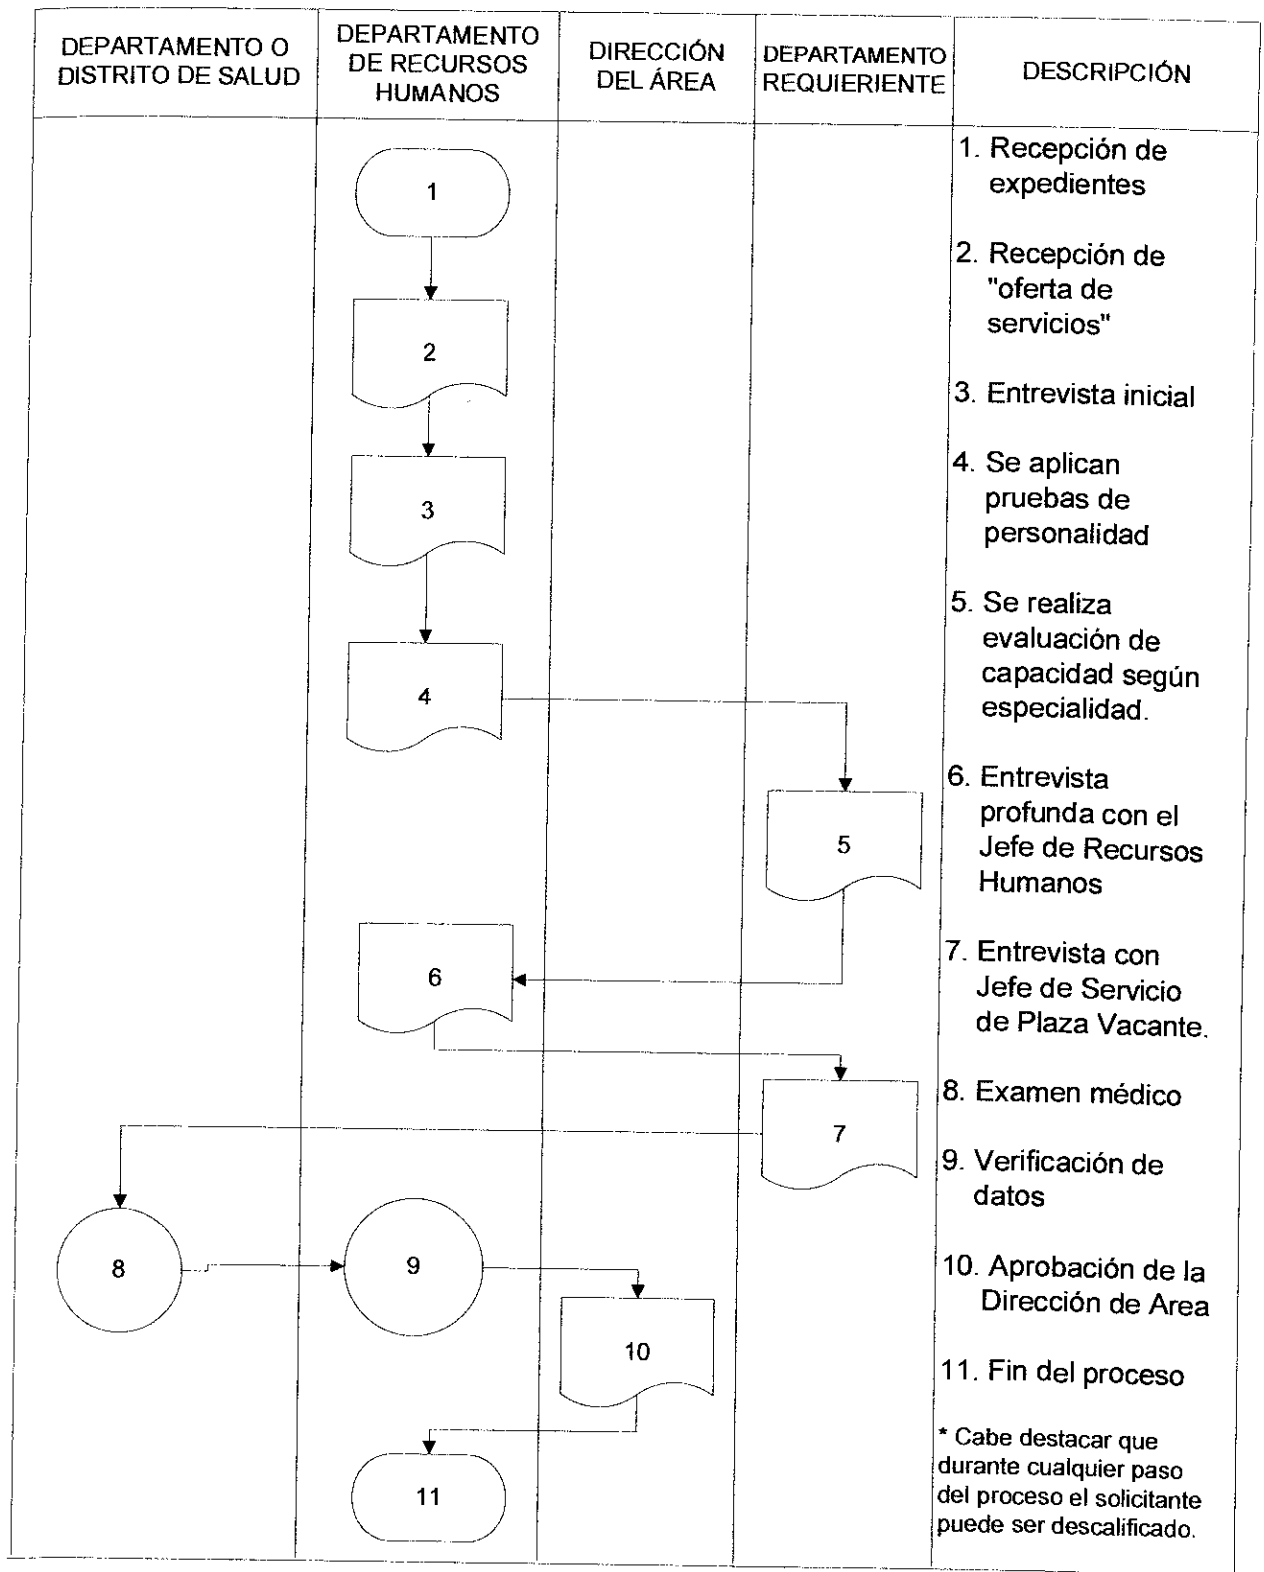 DEPARTAMENTO O
DISTRITO DE SALUD
DEPARTAMENTO
DE RECURSOS
HUMANOS
DIRECCIÓN
DEL ÁREA
DEPARTAMENTO
REQUIERIENTE
DESCRIPCIÓN
1
2
3
4
5
6
7
8
9
10
11
1. Recepción de
expedientes
2. Recepción de
"oferta de
servicios"
3. Entrevista inicial
4. Se aplican
pruebas de
personalidad
5. Se realiza
evaluación de
capacidad según
especialidad.
6. Entrevista
profunda con el
Jefe de Recursos
Humanos
7. Entrevista con
Jefe de Servicio
de Plaza Vacante.
8. Examen médico
9. Verificación de
datos
10. Aprobación de la
Dirección de Area
11. Fin del proceso
* Cabe destacar que
durante cualquier paso
del proceso el solicitante
puede ser descalificado.